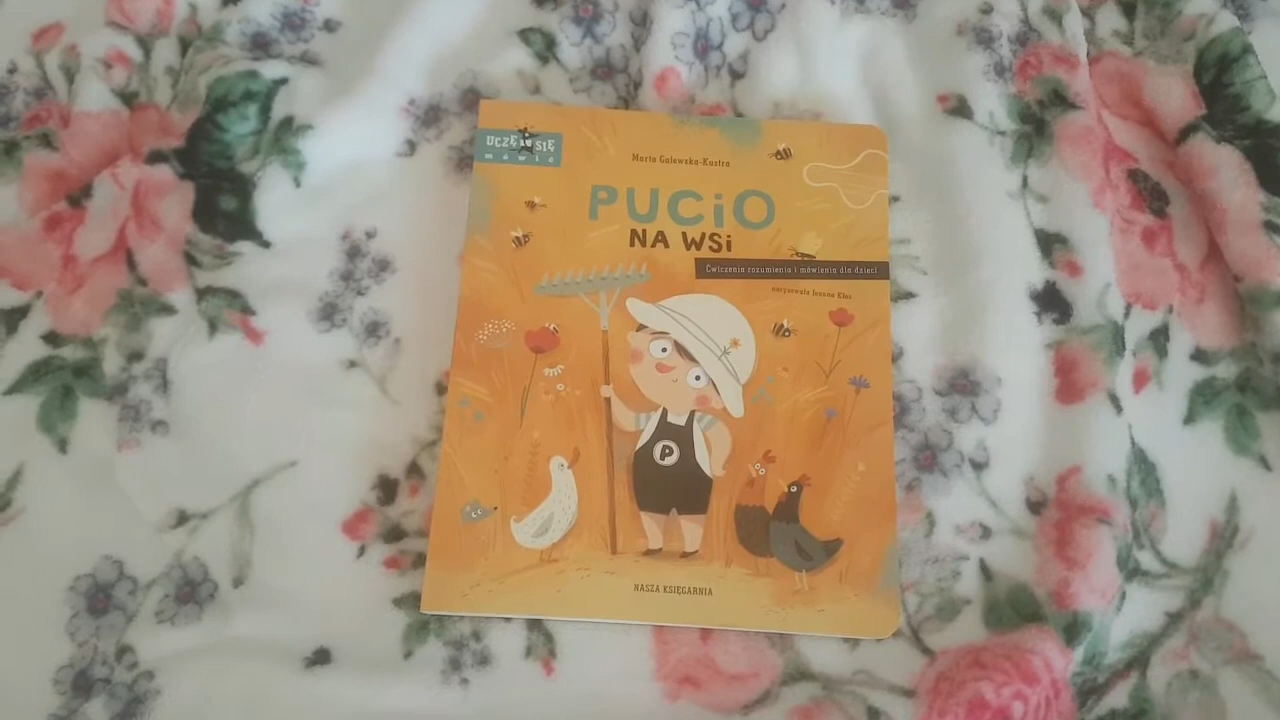 UCZĘ SIĘ
mówić
Marta Galewska-Kustra
PUCiO
NA WSi
Ćwiczenia rozumienia i mówienia dla dzieci
narysowała Joanna Kłos
P
NASZA KSIĘGARNIA